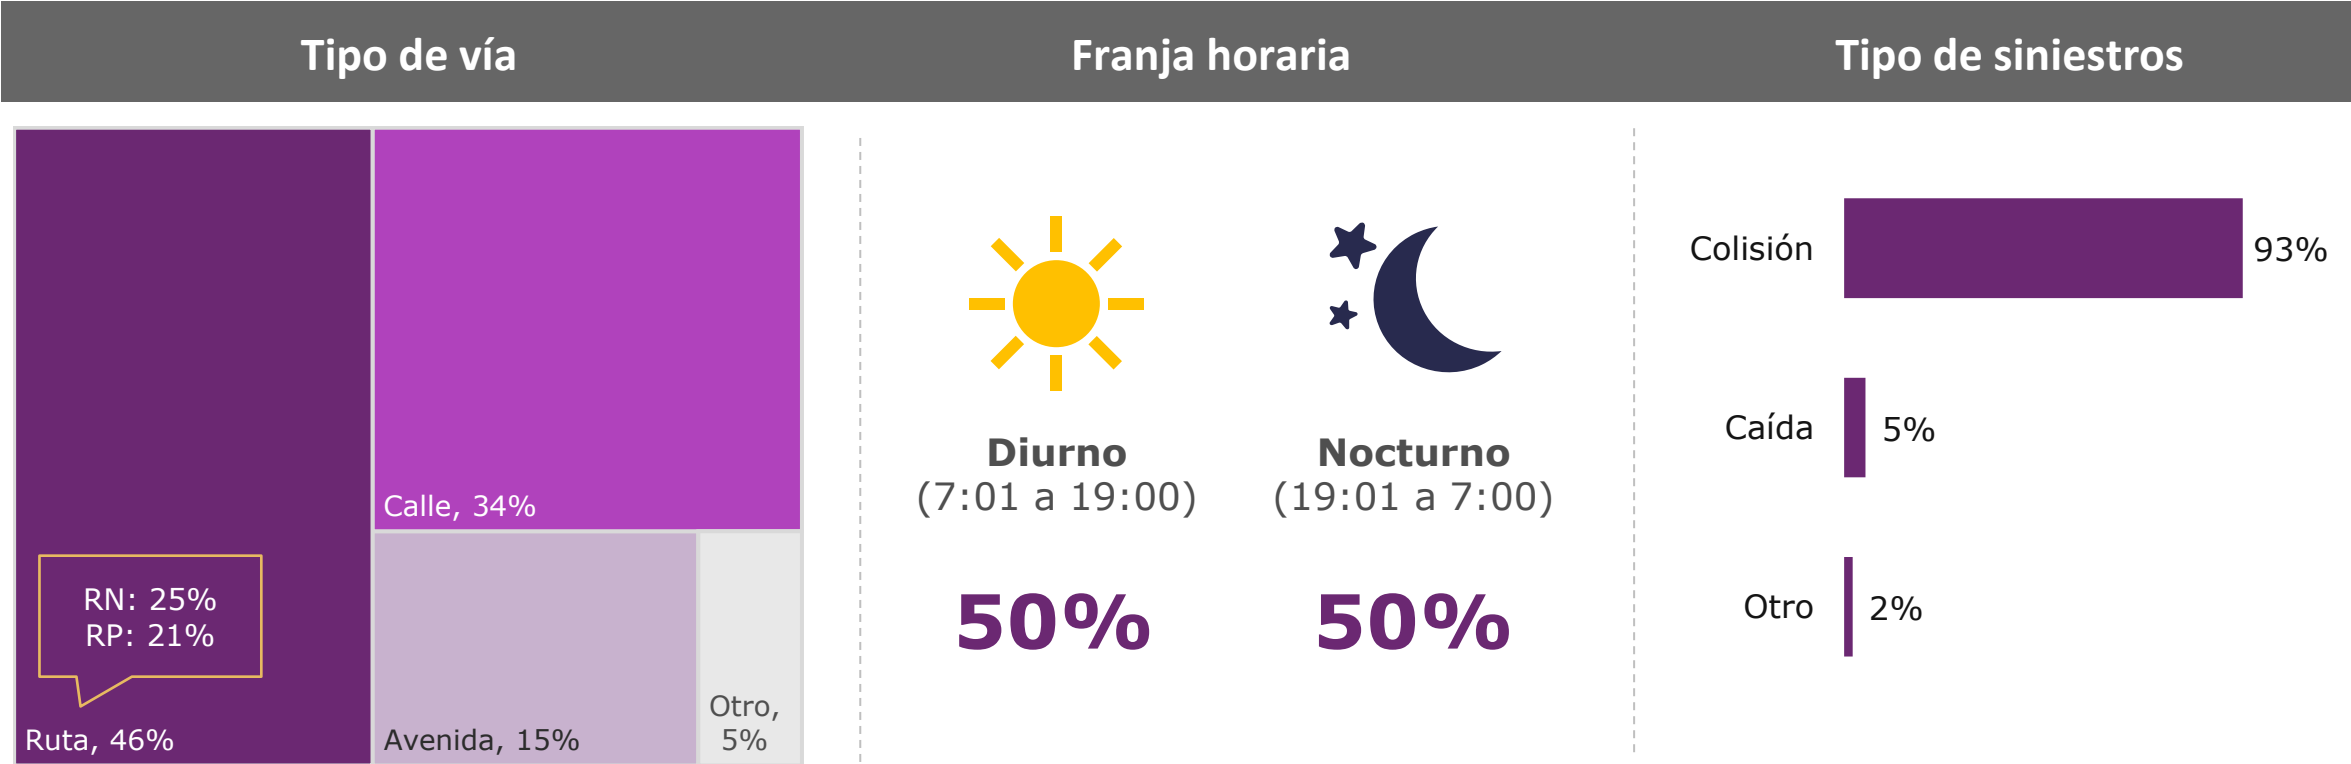 Tipo de vía
Franja horaria
Tipo de siniestros
Calle, 34%
RN: 25%
RP: 21%
Ruta, 46%
Avenida, 15%
Otro,
5%
Diurno
(7:01 a 19:00)
50%
Nocturno
(19:01 a 7:00)
50%
Colisión
93%
Caída
5%
Otro
2%